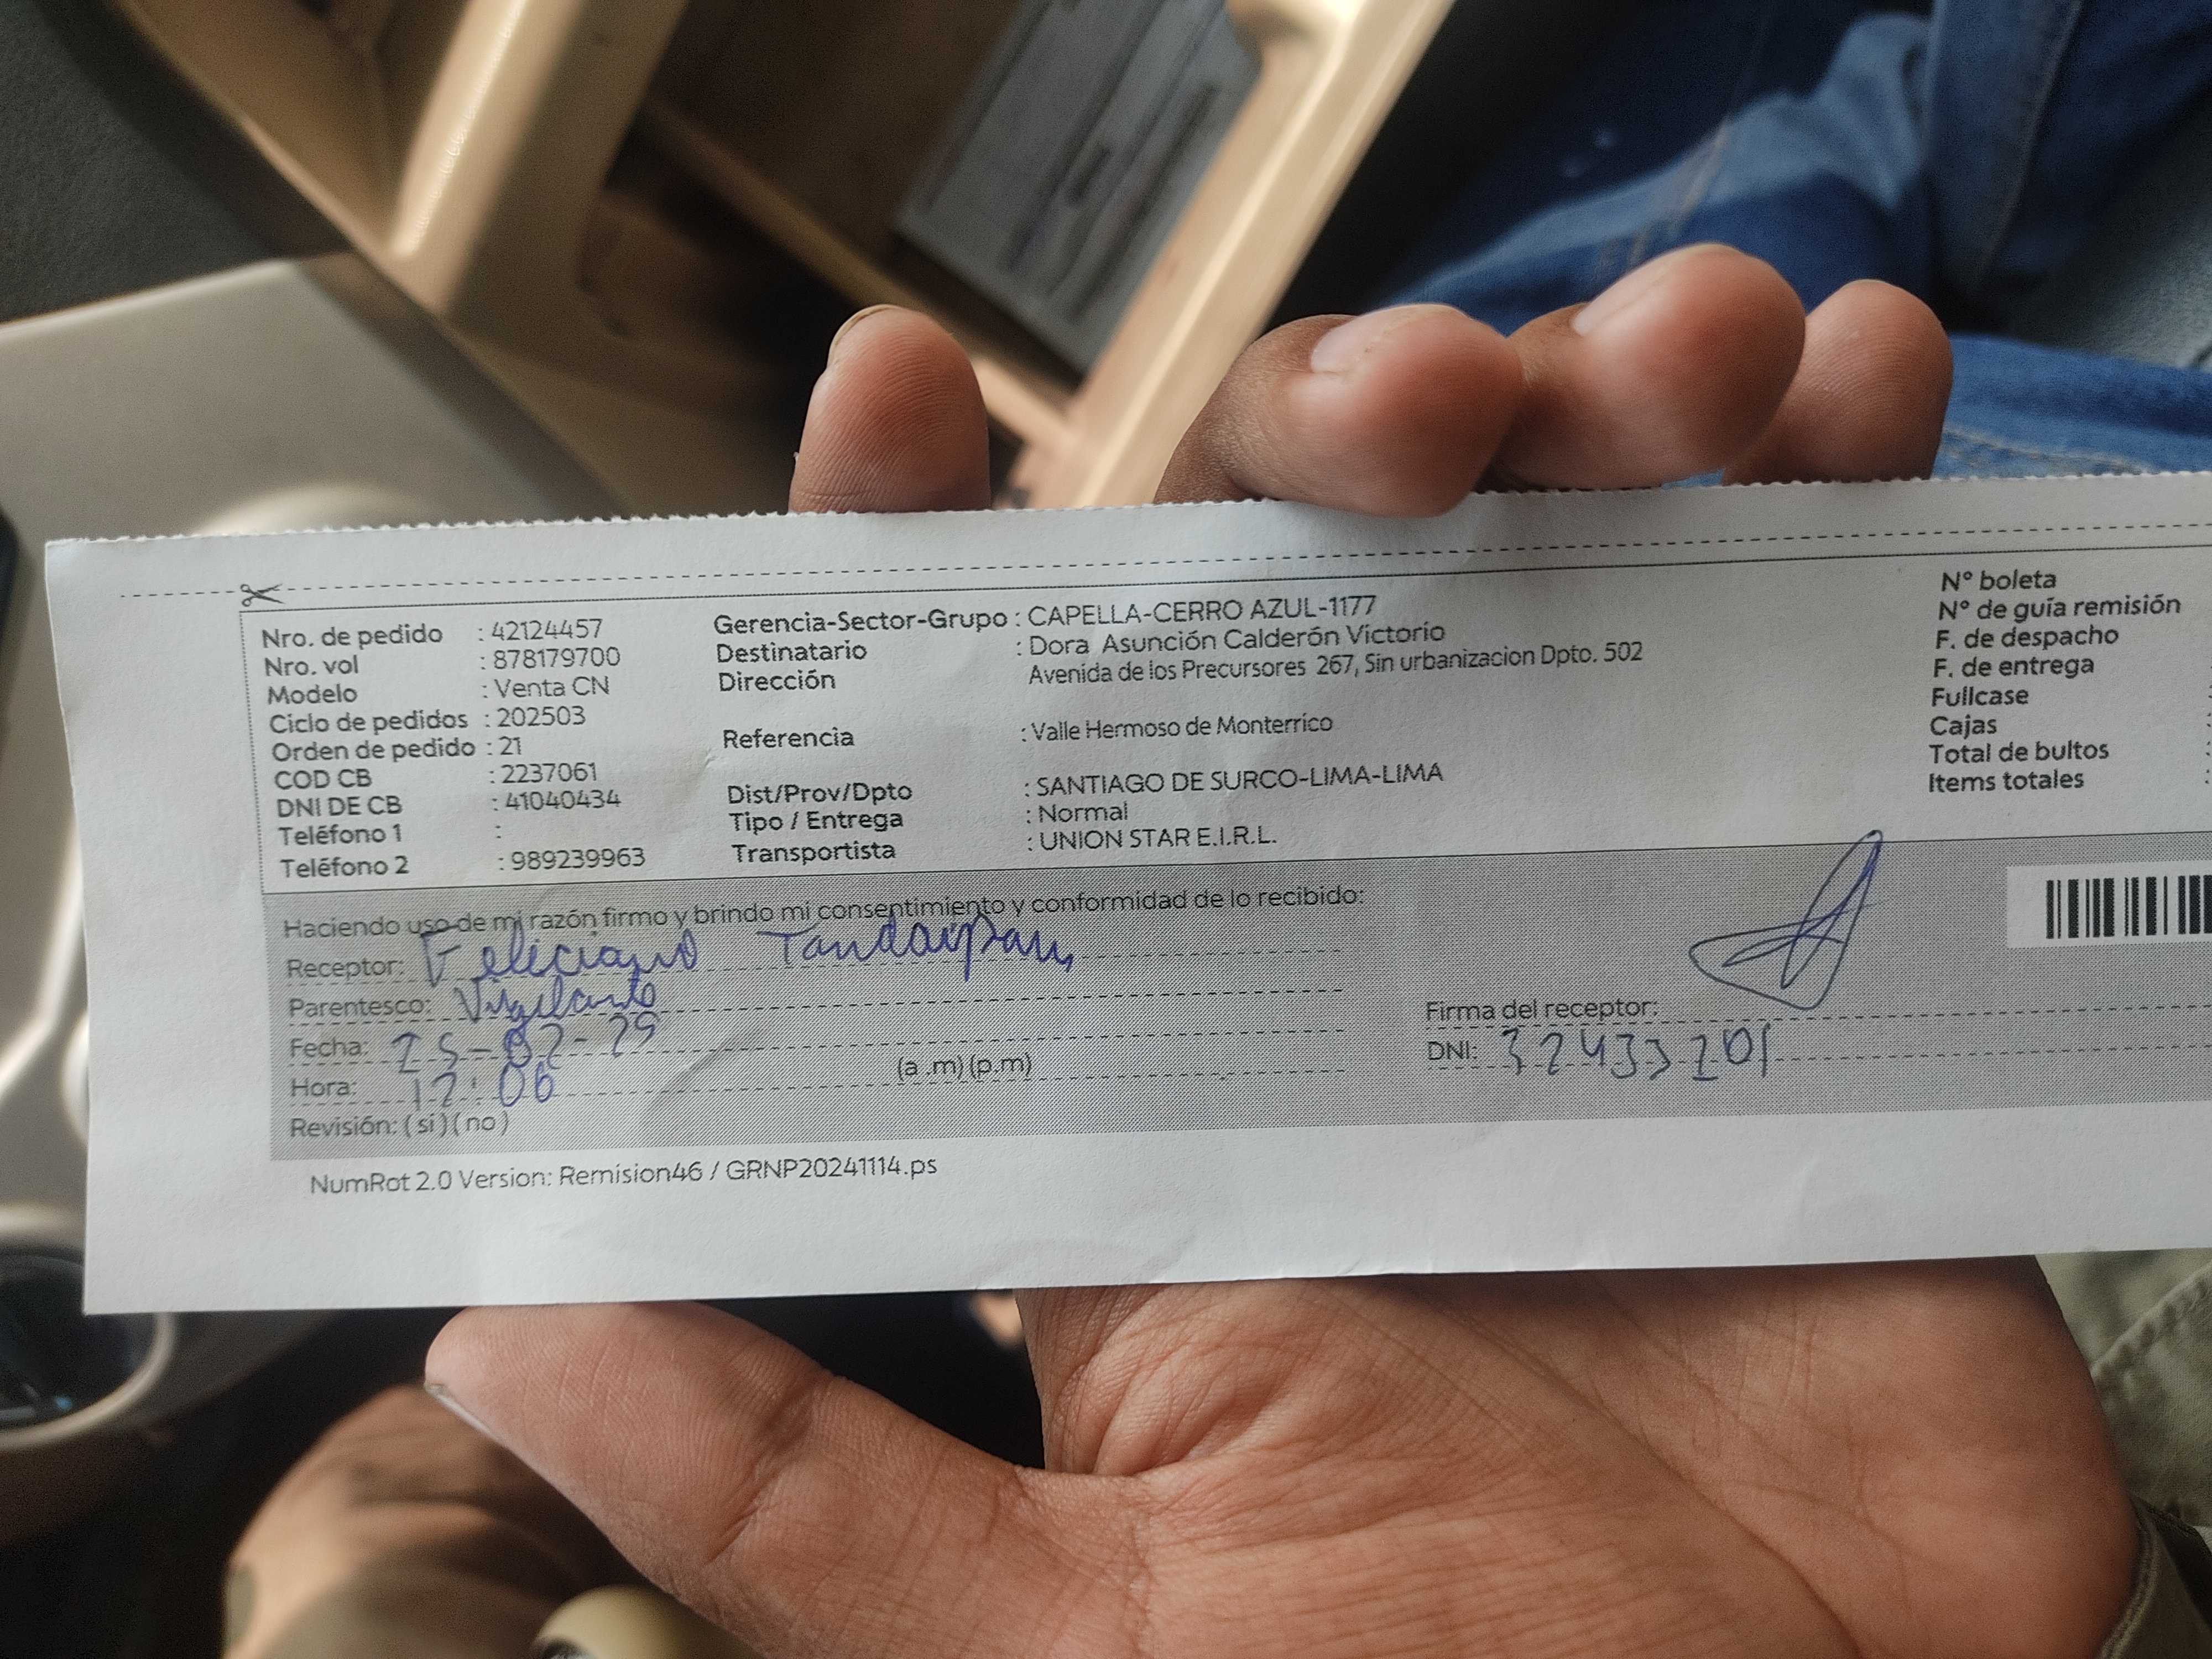 Nro. de pedido : 42124457
Nro. vol : 878179700
Modelo : Venta CN
Ciclo de pedidos : 202503
Orden de pedido : 21
COD CB : 2237061
DNI DE CB : 41040434
Teléfono 1 :
Teléfono 2 : 989239963
Gerencia-Sector-Grupo : CAPELLA-CERRO AZUL-1177
Destinatario : Dora Asunción Calderón Victorio
Dirección Avenida de los Precursores 267, Sin urbanizacion Dpto. 502
Referencia : Valle Hermoso de Monterrico
Dist/Prov/Dpto : SANTIAGO DE SURCO-LIMA-LIMA
Tipo / Entrega : Normal
Transportista : UNION STAR E.I.R.L.
N° boleta
N° de guía remisión
F. de despacho
F. de entrega
Fullcase
Cajas
Total de bultos :
Items totales :
Haciendo uso de mi razón firmo y brindo mi consentimiento y conformidad de lo recibido:
Receptor: Feliciano
Parentesco: Vigilante
Fecha:
Hora: 12:06 (a .m) (p.m)
Revisión: ( si ) ( no )
Firma del receptor:
DNI: 32433201
NumRot 2.0 Version: Remision46 / GRNP20241114.ps